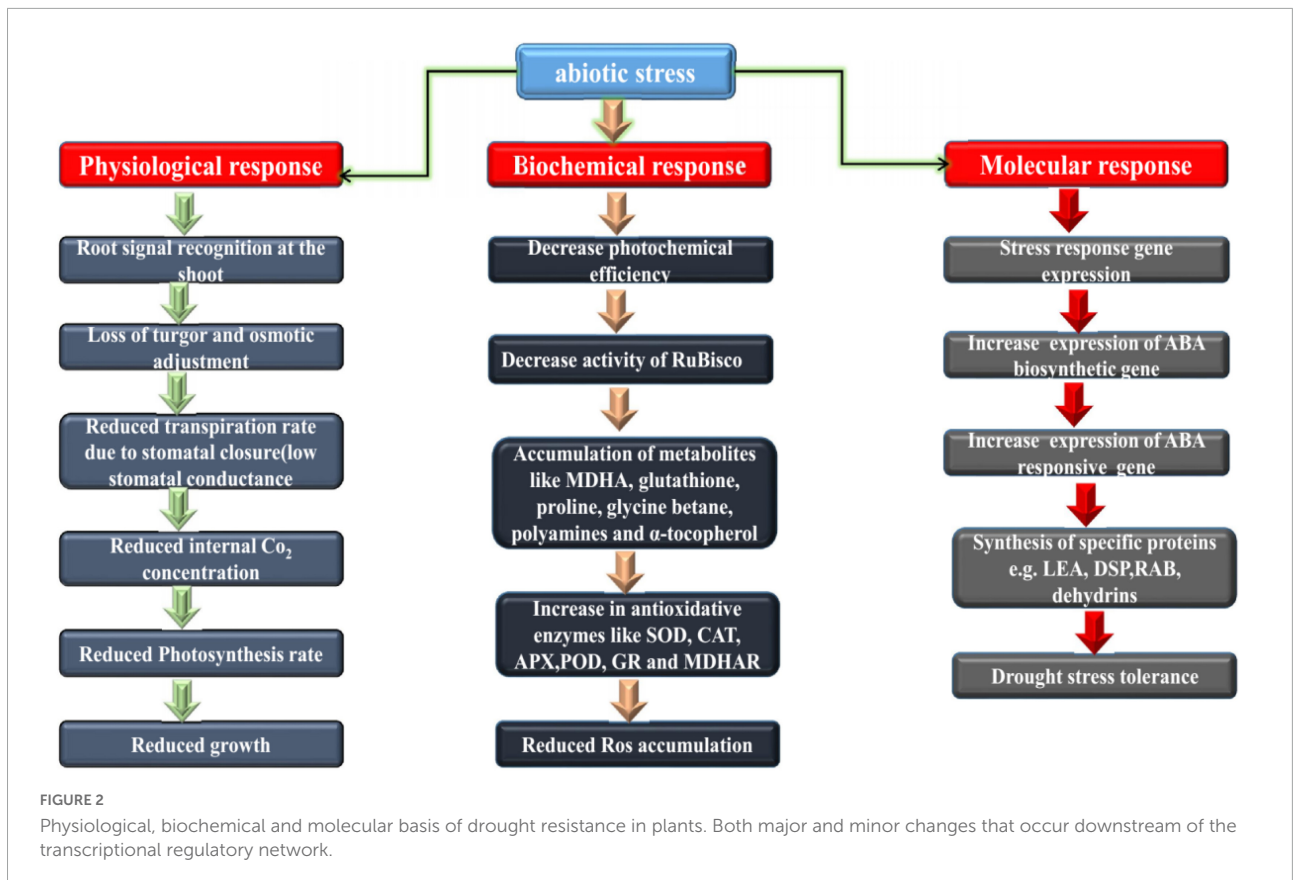 abiotic stress
Physiological response
Root signal recognition at the
shoot
Loss of turgor and osmotic
adjustment
Reduced transpiration rate
due to stomatal closure(low
stomatal conductance
Reduced internal Co₂
concentration
Reduced Photosynthesis rate
Reduced growth
Biochemical response
Decrease photochemical
efficiency
Decrease activity of RuBisco
Accumulation of metabolites
like MDHA, glutathione,
proline, glycine betane,
polyamines and α-tocopherol
Increase in antioxidative
enzymes like SOD, CAT,
APX,POD, GR and MDHAR
Reduced Ros accumulation
Molecular response
Stress response gene
expression
Increase expression of ABA
biosynthetic gene
Increase expression of ABA
responsive gene
Synthesis of specific proteins
e.g. LEA, DSP,RAB,
dehydrins
Drought stress tolerance
FIGURE 2
Physiological, biochemical and molecular basis of drought resistance in plants. Both major and minor changes that occur downstream of the
transcriptional regulatory network.